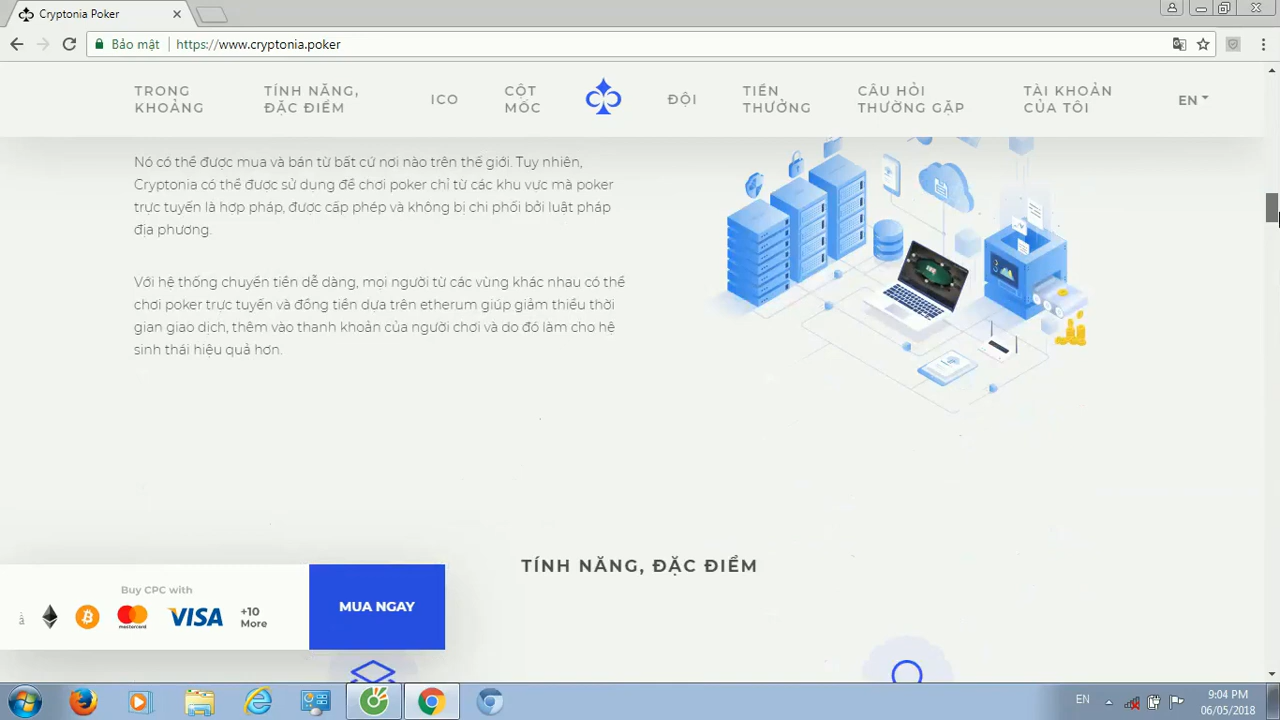 Cryptonia Poker
Bảo mật
https://www.cryptonia.poker
TRONG
KHOẢNG
TÍNH NĂNG,
ĐẶC ĐIỂM
ICO
CỘT
MỐC
ĐỘI
TIỀN
THƯỞNG
CÂU HỎI
THƯỜNG GẶP
TÀI KHOẢN
CỦA TÔI
EN
Nó có thể được mua và bán từ bất cứ nơi nào trên thế giới. Tuy nhiên,
Cryptonia có thể được sử dụng để chơi poker chỉ từ các khu vực mà poker
trực tuyến là hợp pháp, được cấp phép và không bị chi phối bởi luật pháp
địa phương.
Với hệ thống chuyển tiền dễ dàng, mọi người từ các vùng khác nhau có thể
chơi poker trực tuyến và đồng tiền dựa trên etherum giúp giảm thiểu thời
gian giao dịch, thêm vào thanh khoản của người chơi và do đó làm cho hệ
sinh thái hiệu quả hơn.
TÍNH NĂNG, ĐẶC ĐIỂM
Buy CPC with
mastercard
VISA
+10
More
MUA NGAY
EN
9:04 PM
06/05/2018